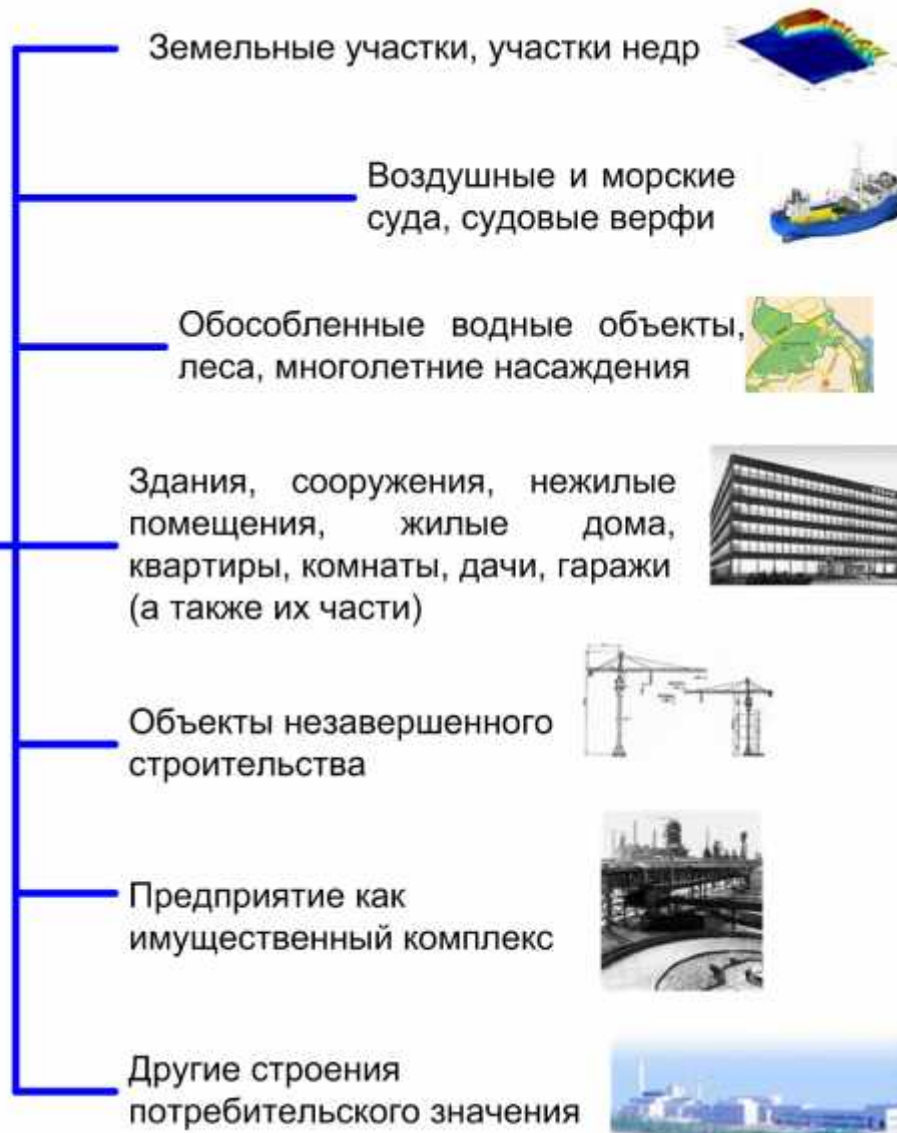 Земельные участки, участки недр
Воздушные и морские
суда, судовые верфи
Обособленные водные объекты,
леса, многолетние насаждения
Здания, сооружения, нежилые
помещения, жилые дома,
квартиры, комнаты, дачи, гаражи
(а также их части)
Объекты незавершенного
строительства
Предприятие как
имущественный комплекс
Другие строения
потребительского значения